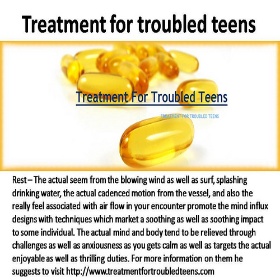 Treatment for troubled teens
Treatment For Troubled Teens
TREATMENT FOR TROUBLED TEENS
Rest – The actual seem from the blowing wind as well as surf, splashing
drinking water, the actual cadenced motion from the vessel, and also the
really feel associated with air flow in your encounter promote the mind influx
designs with techniques which market a soothing as well as soothing impact
to some individual. The actual mind and body tend to be relieved through
challenges as well as anxiousness as you gets calm as well as targets the actual
enjoyable as well as thrilling duties. For more information on them he
suggests to visit http://www.treatmentfortroubledteens.com